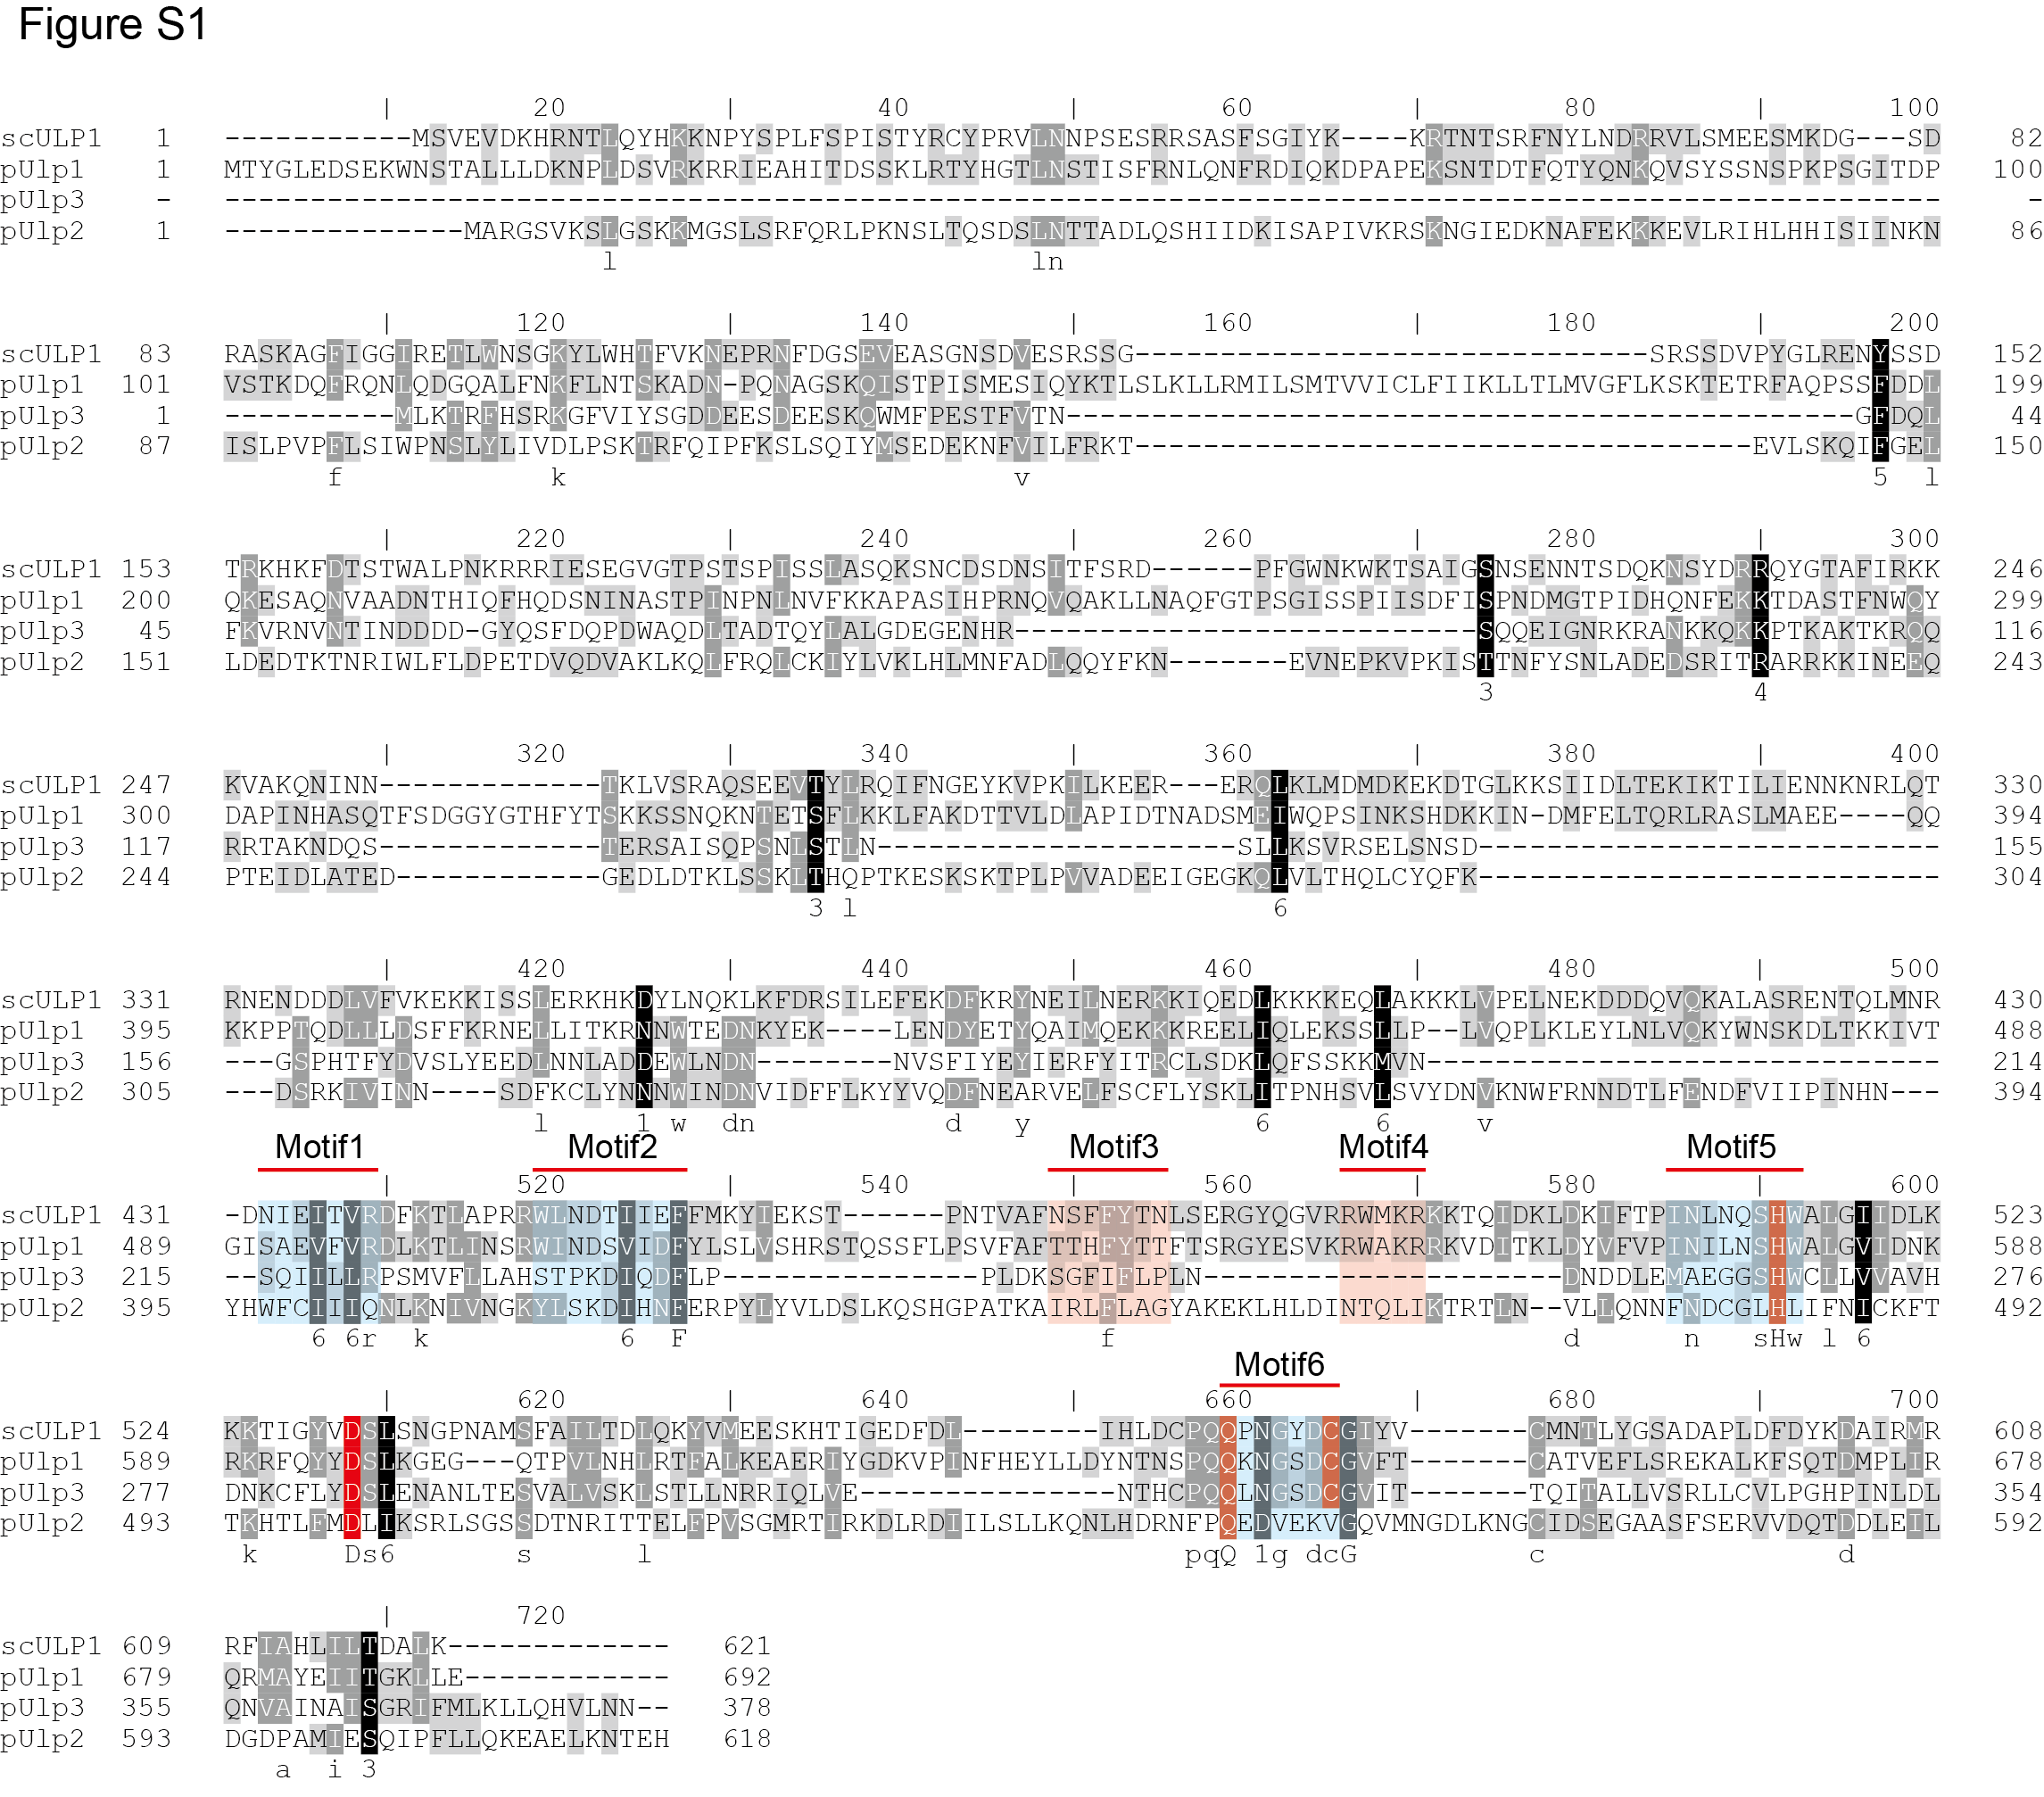 Figure S1
| 20 | 40 | 60 | 80 | 100
scULP1 1 -----------MSVEVDKHRNTLQYHKKNPYSPLFSPISTYRCYPRVLNNPSESRRSASFSGIYK----KRTNTSRFNYLNDRRVLSMEESMKDG---SD 82
pUlp1 1 MTYGLEDSEKWNSTALLLDKNPLDSVRKRRIEAHITDSSKLRTYHGTLNSTISFRNLQNFRDIQKDPAPEKSNTDTFQTYQNKQVSYSSNSPKPSGITDP 100
pUlp3 - ---------------------------------------------------------------------------------------------------- -
pUlp2 1 --------------MARGSVKSLGSKKMGSLSRFQRLPKNSLTQSDSLNTTADLQSHIIDKISAPIVKRSKNGIEDKNAFEKKKEVLRIHLHHISIINKN 86
l ln
| 120 | 140 | 160 | 180 | 200
scULP1 83 RASKAGFIGGIRETLWNSGKYLWHTFVKNEPRNFDGSEVEASGNSDVESRSSG------------------------------SRSSDVPYGLRENYSSD 152
pUlp1 101 VSTKDQFRQNLQDGQALFNKFLNTSKADN-PQNAGSKQISTPISMESIQYKTLSLKLLRMILSMTVVICLFIIKLLTLMVGFLKSKTETRFAQPSSFDDL 199
pUlp3 1 ----------MLKTRFHSRKGFVIYSGDDEESDEESKQWMFPESTFVTN----------------------------------------------GFDQL 44
pUlp2 87 ISLPVPFLSIWPNSLYLIVDLPSKTRFQIPFKSLSQIYMSEDEKNFVILFRKT------------------------------------EVLSKQIFGEL 150
f k v 5 l
| 220 | 240 | 260 | 280 | 300
scULP1 153 TRKHKFDTSTWALPNKRRRIESEGVGTPSTSPISSLASQKSNCDSDNSITFSRD------PFGWNKWKTSAIGSNSENNTSDQKNSYDRRQYGTAFIRKK 246
pUlp1 200 QKESAQNVAADNTHIQFHQDSNINASTPINPNLNVFKKAPASIHPRNQVQAKLLNAQFGTPSGISSPIISDFISPNDMGTPIDHQNFEKKTDASTFNWQY 299
pUlp3 45 FKVRNVNTINDDDD-GYQSFDQPDWAQDLTADTQYLALGDEGENHR---------------------------SQQEIGNRKRANKKQKKPTKAKTKRQQ 116
pUlp2 151 LDEDTKTNRIWLFLDPETDVQDVAKLKQLFRQLCKIYLVKLHLMNFADLQQYFKN-------EVNEPKVPKISTTNFYSNLADEDSRITRARRKKINEEQ 243
3 4
| 320 | 340 | 360 | 380 | 400
scULP1 247 KVAKQNINN-------------TKLVSRAQSEEVTYLRQIFNGEYKVPKILKEER---ERQLKLMDMDKEKDTGLKKSIIDLTEKIKTILIENNKNRLQT 330
pUlp1 300 DAPINHASQTFSDGGYGTHFYTSKKSSNQKNTETSFLKKLFAKDTTVLDLAPIDTNADSMEIWQPSINKSHDKKIN-DMFELTQRLRASLMAEE----QQ 394
pUlp3 117 RRTAKNDQS-------------TERSAISQPSNLSTLN---------------------SLLKSVRSELSNSD--------------------------- 155
pUlp2 244 PTEIDLATED------------GEDLDTKLSSKLTHQPTKESKSKTPLPVVADEEIGEGKQLVLTHQLCYQFK--------------------------- 304
3 l 6
| 420 | 440 | 460 | 480 | 500
scULP1 331 RNENDDDLVFVKEKKISSLERKHKDYLNQKLKFDRSILEFEKDFKRYNEILNERKKIQEDLKKKKEQLAKKKLVPELNEKDDDQVQKALASRENTQLMNR 430
pUlp1 395 KKPPTQDLLLDSFFKRNELLITKRNNWTEDNKYEK----LENDYETYQAIMQEKKKREELIQLEKSSLLP--LVQPLKLEYLNLVQKYWNSKDLTKKIVT 488
pUlp3 156 ---GSPHTFYDVSLYEEDLNNLADDEWLNDN--------NVSFIYEYIERFYITRCLSDKLQFSSKKMVN------------------------------ 214
pUlp2 305 ---DSRKIVINN----SDFKCLYNNNWINDNVIDFFLKYYVQDFNEARVELFSCFLYSKLITPNHSVLSVYDNVKNWFRNNDTLFENDFVIIPINHN--- 394
l 1 w dn d y 6 6 v
Motif1 Motif2 Motif3 Motif4 Motif5
| 520 | 540 | 560 | 580 | 600
scULP1 431 -DNIEITVRDFKTLAPRRWLNDTIIEFFMKYIEKST------PNTVAFNSFFYTNLSERGYQGVRRWMKRKKTQIDKLDKIFTPINLNQSHWALGIIDLK 523
pUlp1 489 GISAEVFVRDLKTLINSRWINDSVIDFYLSLVSHRSTQSSFLPSVFAFTTHFYTTFTSRGYESVKRWAKRRKVDITKLDYVFVPINILNSHWALGVIDNK 588
pUlp3 215 --SQIILLRPSMVFLLAHSTPKDIQDFLP---------------PLDKSGFIFLPLN---------------------DNDDLEMAEGGSHWCLLVVAVH 276
pUlp2 395 YHWFCIIIQNLKNIVNGKYLSKDIHNFERPYLYVLDSLKQSHGPATKAIRLFLAGYAKEKLHLDINTQLIKTRTLN--VLLQNNFNDCGLHLIFNICKFT 492
6 6r k 6 F f d n sHw l 6
Motif6
| 620 | 640 | 660 | 680 | 700
scULP1 524 KKTIGYVDSLSNGPNAMSFAILTDLQKYVMEESKHTIGEDFDL--------IHLDCPQQPNGYDCGIYV-------CMNTLYGSADAPLDFDYKDAIRMR 608
pUlp1 589 RKRFQYYDSLKGEG---QTPVLNHLRTFALKEAERIYGDKVPINFHEYLLDYNTNSPQQKNGSDCGVFT-------CATVEFLSREKALKFSQTDMPLIR 678
pUlp3 277 DNKCFLYDSLENANLTESVALVSKLSTLLNRRIQLVE---------------NTHCPQQLNGSDCGVIT-------TQITALLVSRLLCVLPGHPINLDL 354
pUlp2 493 TKHTLFMDLIKSRLSGSSDTNRITTELFPVSGMRTIRKDLRDIILSLLKQNLHDRNFPQEDVEKVGQVMNGDLKNGCIDSEGAASFSERVVDQTDDLEIL 592
k Ds6 s l pqQ 1g dcG c d
| 720
scULP1 609 RFIAHLILTDALK------------- 621
pUlp1 679 QRMAYEIITGKLLE------------ 692
pUlp3 355 QNVAINAISGRIFMLKLLQHVLNN-- 378
pUlp2 593 DGDPAMIESQIPFLLQKEAELKNTEH 618
a i 3